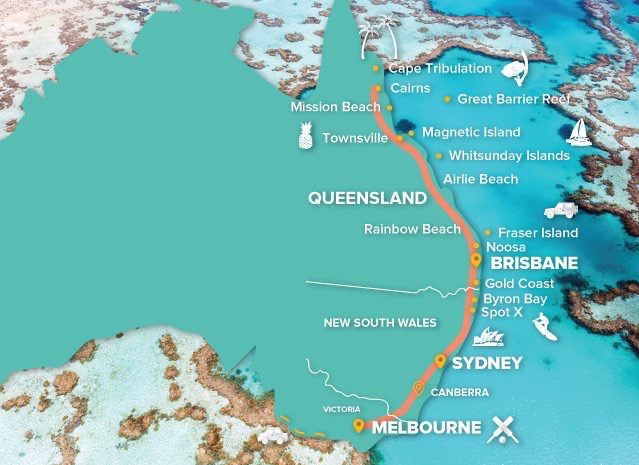 Cape Tribulation
Cairns
Great Barrier Reef
Mission Beach
Magnetic Island
Townsville
Whitsunday Islands
Airlie Beach
QUEENSLAND
Rainbow Beach
Fraser Island
Noosa
BRISBANE
Gold Coast
Byron Bay
Spot X
NEW SOUTH WALES
SYDNEY
CANBERRA
VICTORIA
MELBOURNE